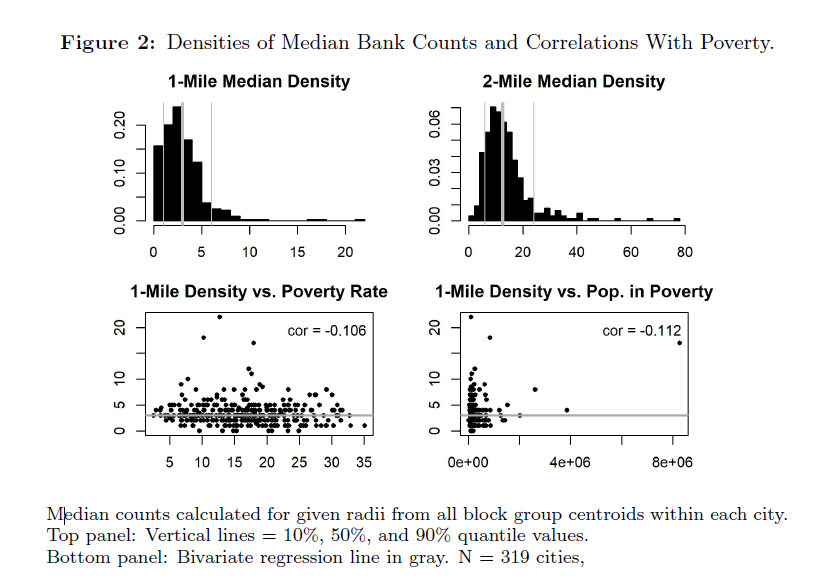 Figure 2: Densities of Median Bank Counts and Correlations With Poverty.
1-Mile Median Density
0.00 0.10 0.20
0 5 10 15 20
2-Mile Median Density
0.00 0.03 0.06
0 20 40 60 80
1-Mile Density vs. Poverty Rate
cor = -0.106
0 5 10 20
5 10 15 20 25 30 35
1-Mile Density vs. Pop. in Poverty
cor = -0.112
0 5 10 20
0e+00 4e+06 8e+06
Median counts calculated for given radii from all block group centroids within each city.
Top panel: Vertical lines = 10%, 50%, and 90% quantile values.
Bottom panel: Bivariate regression line in gray. N = 319 cities,